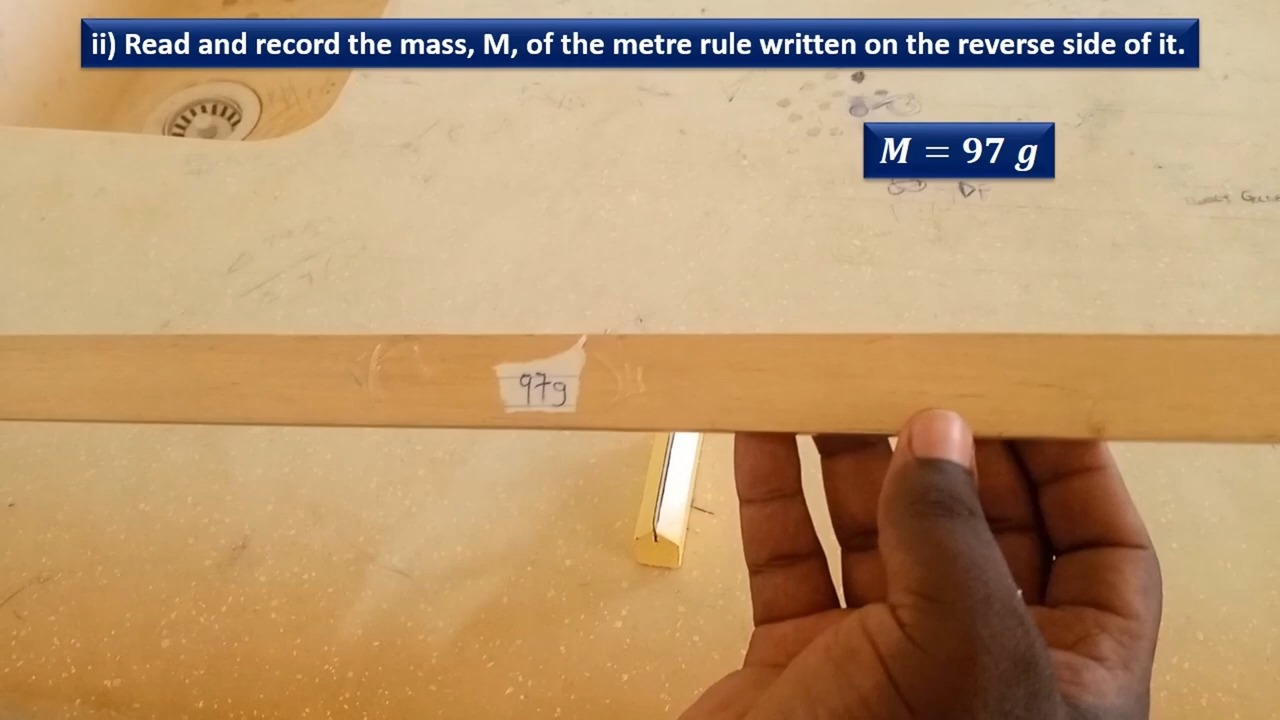 ii) Read and record the mass, M, of the metre rule written on the reverse side of it.
M = 97 g
97g